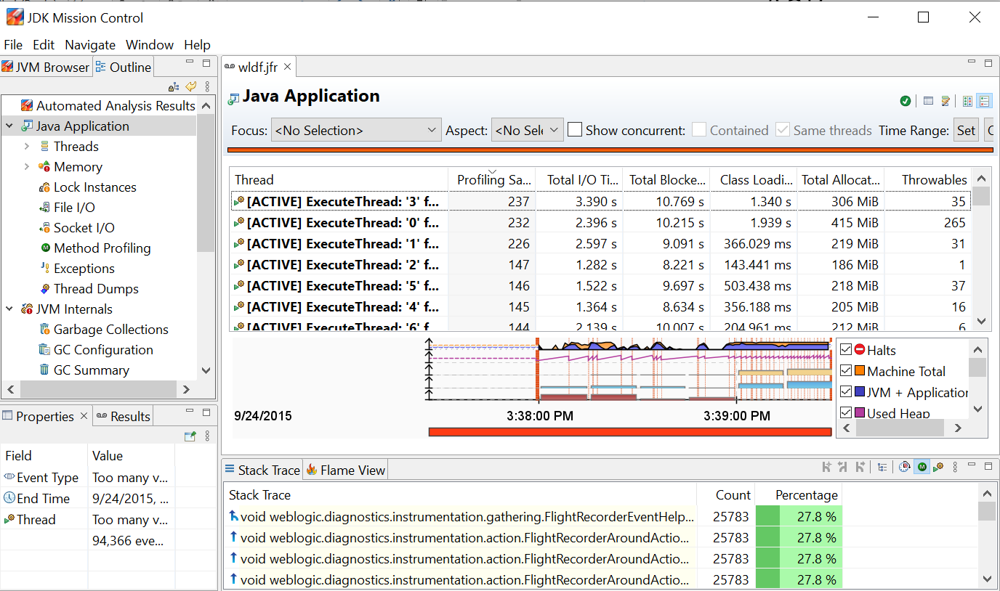 JDK Mission Control
File Edit Navigate Window Help
JVM Browser Outline
Automated Analysis Results
Java Application
Threads
Memory
Lock Instances
File I/O
Socket I/O
Method Profiling
Exceptions
Thread Dumps
JVM Internals
Garbage Collections
GC Configuration
GC Summary
Properties Results
Field Value
Event Type Too many v...
End Time 9/24/2015, ...
Thread Too many v...
94,366 eve...
wldf.jfr
Java Application
Focus: <No Selection> Aspect: <No Sele Show concurrent: Contained Same threads Time Range: Set
Thread Profiling Sa... Total I/O Ti... Total Blocke... Class Loadi... Total Allocat... Throwables
[ACTIVE] ExecuteThread: '3' f... 237 3.390 s 10.769 s 1.340 s 306 MiB 35
[ACTIVE] ExecuteThread: '0' f... 232 2.396 s 10.215 s 1.939 s 415 MiB 265
[ACTIVE] ExecuteThread: '1' f... 226 2.597 s 9.091 s 366.029 ms 219 MiB 31
[ACTIVE] ExecuteThread: '2' f... 147 1.282 s 8.221 s 143.441 ms 186 MiB 1
[ACTIVE] ExecuteThread: '5' f... 146 1.522 s 9.697 s 503.438 ms 218 MiB 37
[ACTIVE] ExecuteThread: '4' f... 145 1.364 s 8.634 s 356.188 ms 205 MiB 16
[ACTIVE] ExecuteThread: '6' f... 144 2.139 s 10.007 s 204.961 ms 212 MiB 6
9/24/2015 3:38:00 PM 3:39:00 PM
Halts
Machine Total
JVM + Application
Used Heap
Stack Trace Flame View
Stack Trace Count Percentage
void weblogic.diagnostics.instrumentation.gathering.FlightRecorderEventHelp... 25783 27.8 %
void weblogic.diagnostics.instrumentation.action.FlightRecorderAroundActio... 25783 27.8 %
void weblogic.diagnostics.instrumentation.action.FlightRecorderAroundActio... 25783 27.8 %
void weblogic.diagnostics.instrumentation.action.FlightRecorderAroundActio... 25783 27.8 %